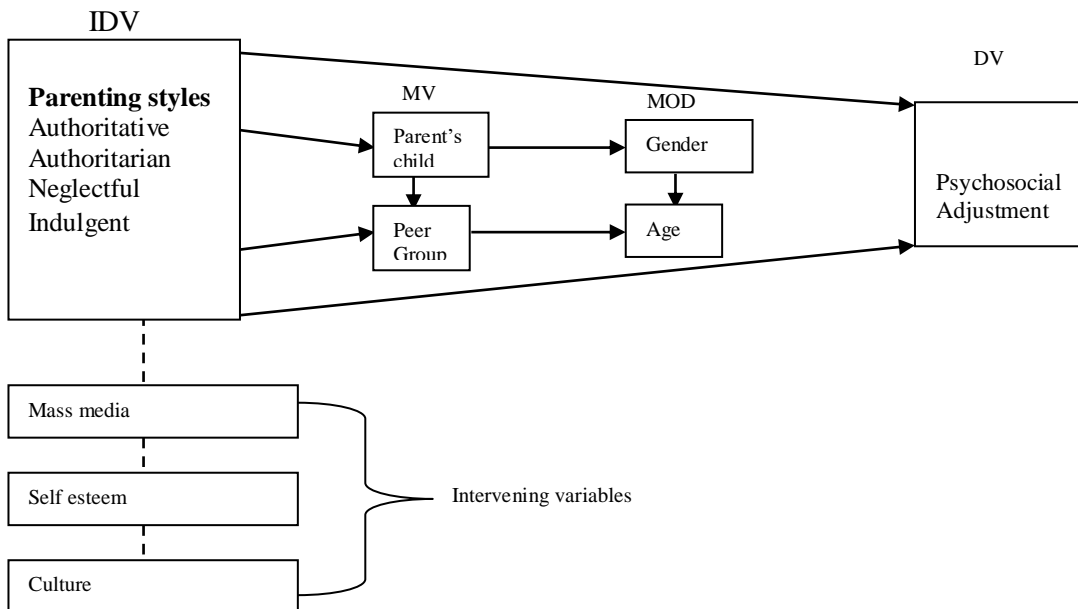 IDV
Parenting styles
Authoritative
Authoritarian
Neglectful
Indulgent
MV
Parent's
child
Peer
Group
MOD
Gender
Age
DV
Psychosocial
Adjustment
Mass media
Self esteem
Culture
Intervening variables